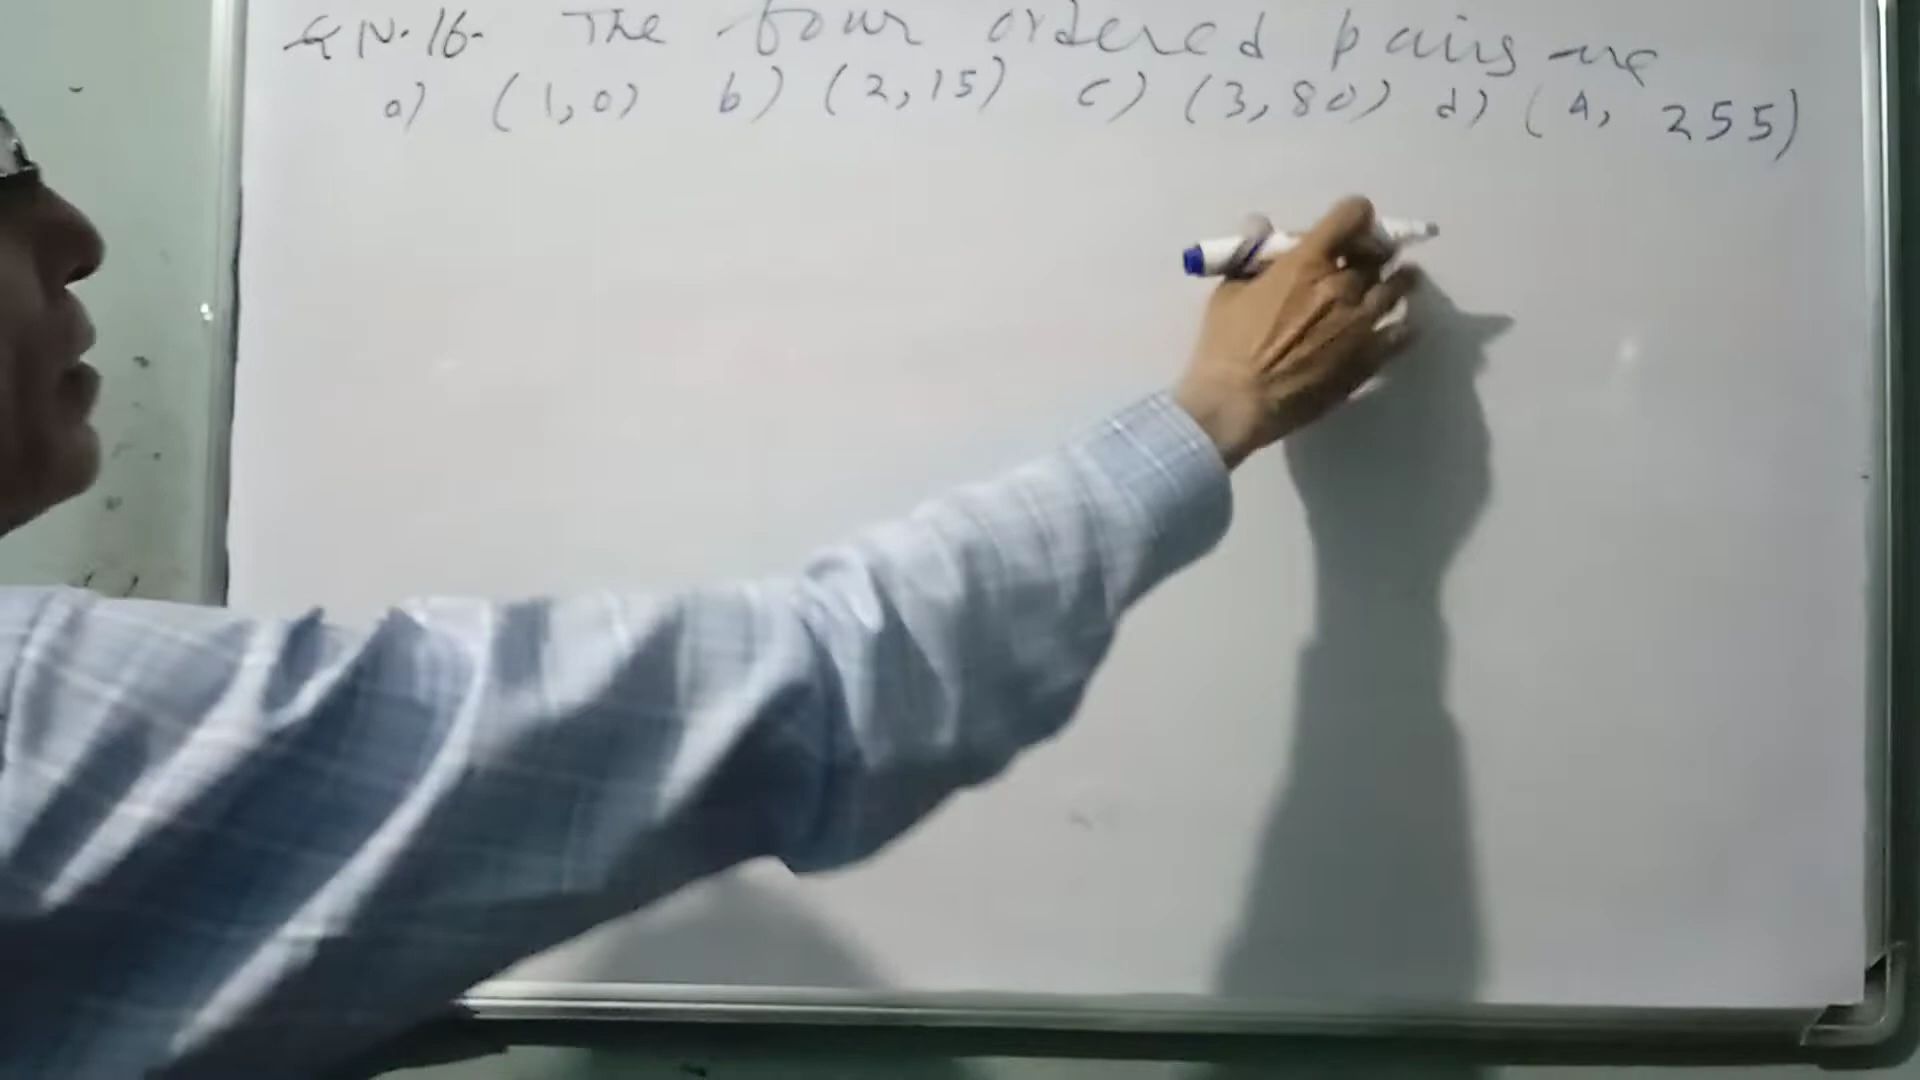 Q N. 16. The four ordered pairs are
a) (1,0) b) (2,15) c) (3,80) d) (4, 255)